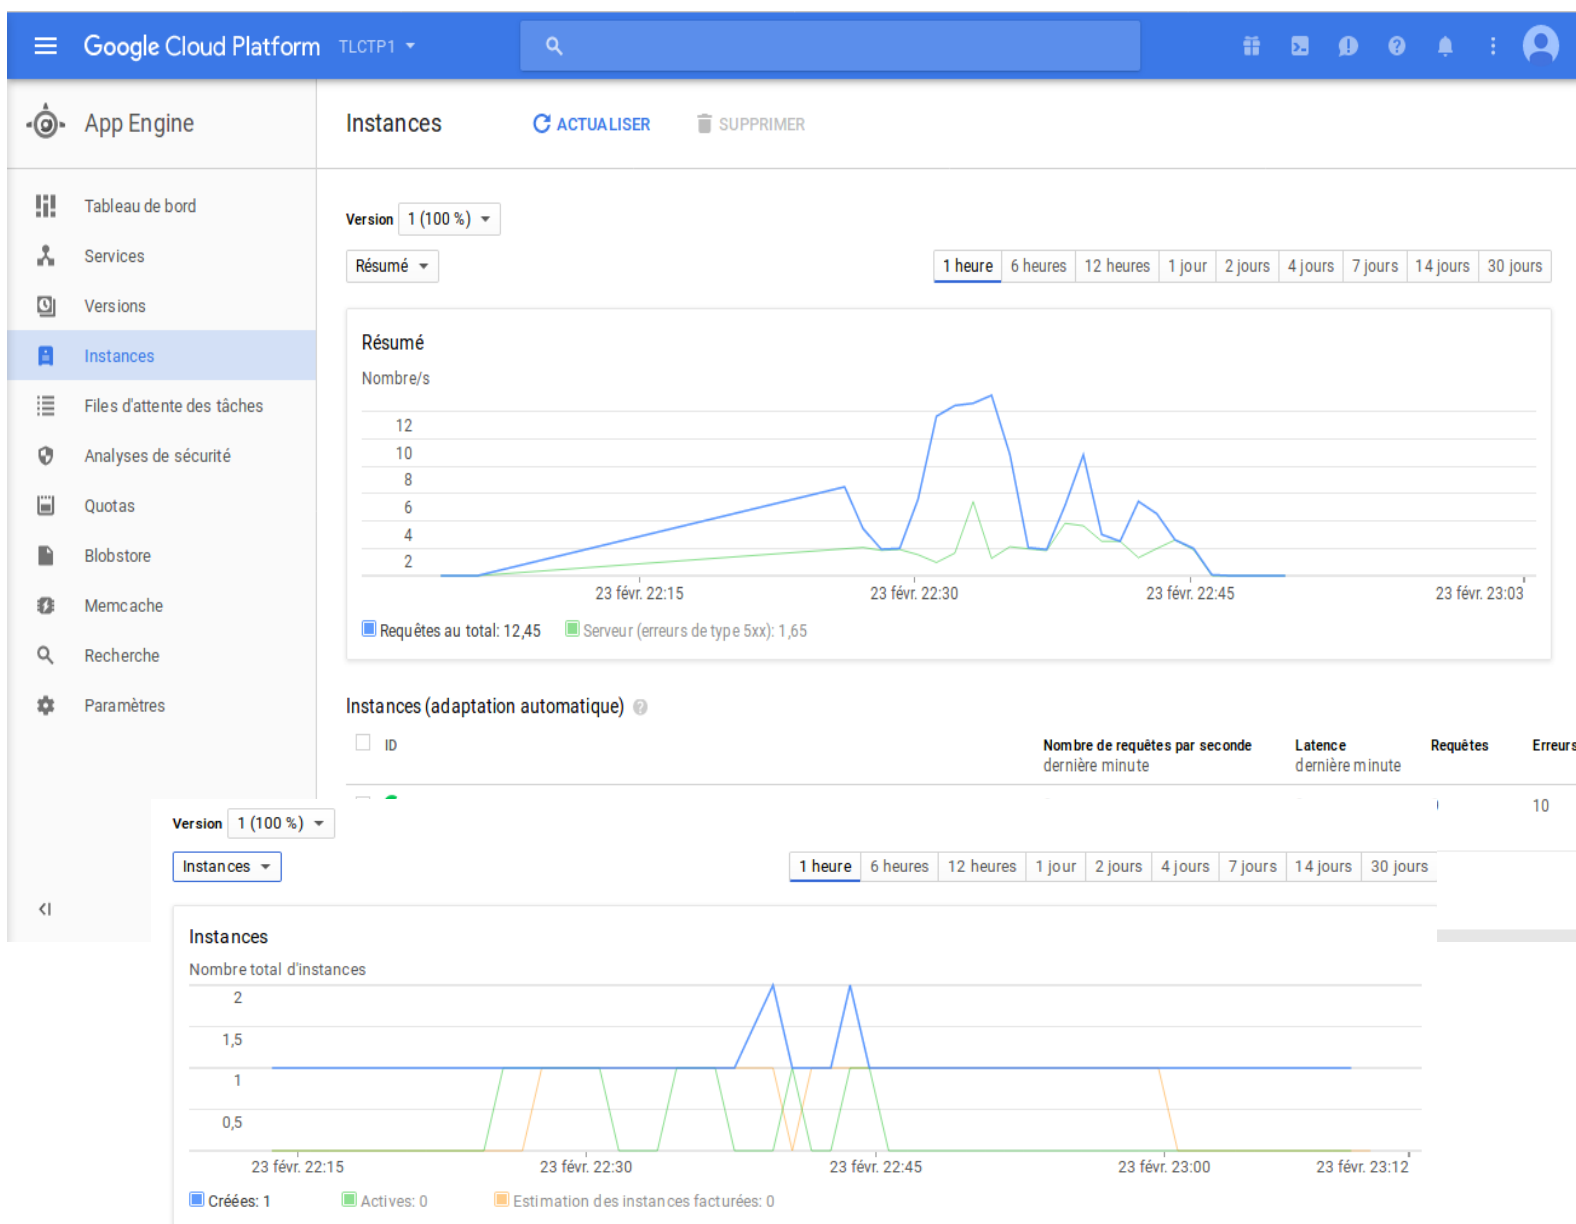 Google Cloud Platform TLCTP1
App Engine
Instances ACTUALISER SUPPRIMER
Tableau de bord
Services
Versions
Instances
Files d'attente des tâches
Analyses de sécurité
Quotas
Blobstore
Memcache
Recherche
Paramètres
Version 1 (100 %)
Résumé 1 heure 6 heures 12 heures 1 jour 2 jours 4 jours 7 jours 14 jours 30 jours
Résumé
Nombre/s
12
10
8
6
4
2
23 févr. 22:15 23 févr. 22:30 23 févr. 22:45 23 févr. 23:03
Requêtes au total: 12,45 Serveur (erreurs de type 5xx): 1,65
Instances (adaptation automatique)
ID Nombre de requêtes par seconde Latence Requêtes Erreurs
dernière minute dernière minute
10
Version 1 (100 %)
Instances 1 heure 6 heures 12 heures 1 jour 2 jours 4 jours 7 jours 14 jours 30 jours
Instances
Nombre total d'instances
2
1,5
1
0,5
23 févr. 22:15 23 févr. 22:30 23 févr. 22:45 23 févr. 23:00 23 févr. 23:12
Créées: 1 Actives: 0 Estimation des instances facturées: 0